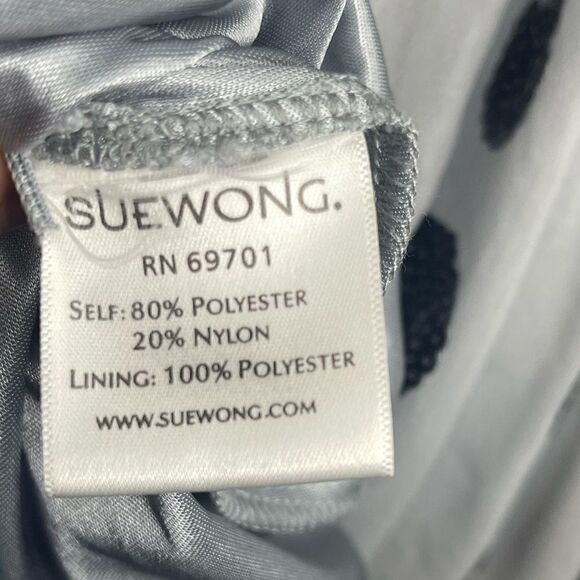 SUEWONG.
RN 69701
SELF: 80% POLYESTER
20% NYLON
LINING: 100% POLYESTER
WWW.SUEWONG.COM